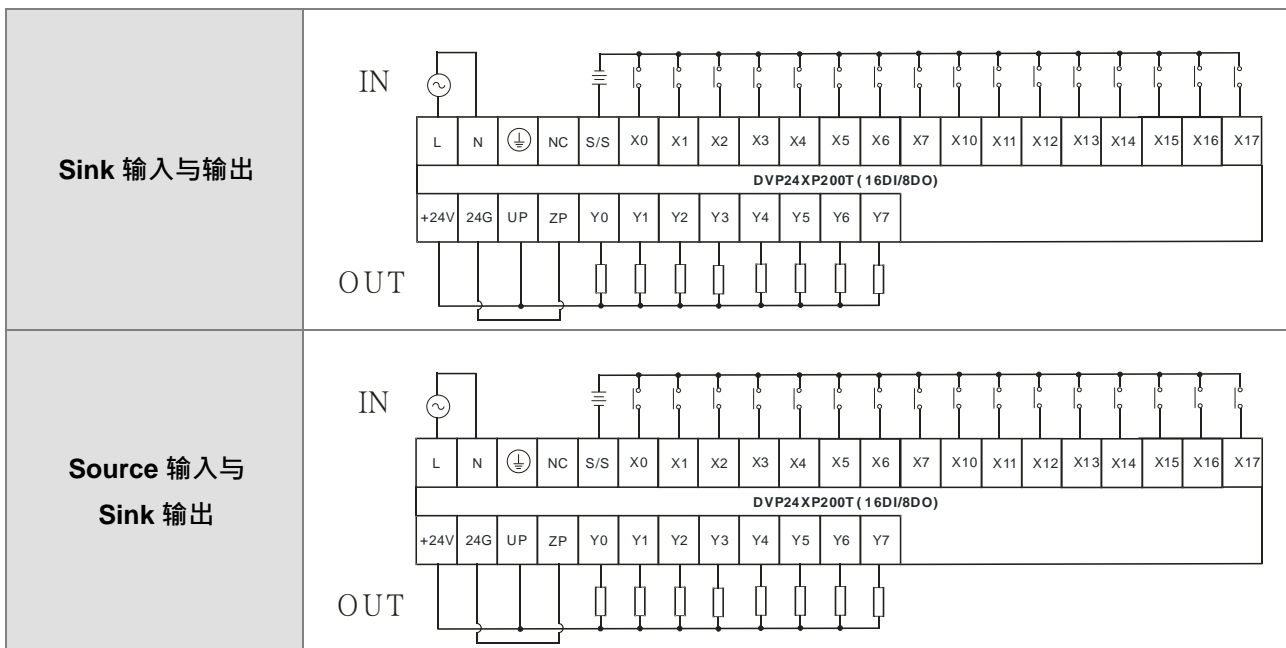 Sink 输入与输出
IN
L N NC S/S X0 X1 X2 X3 X4 X5 X6 X7 X10 X11 X12 X13 X14 X15 X16 X17
DVP24XP200T ( 16DI/8DO)
+24V 24G UP ZP Y0 Y1 Y2 Y3 Y4 Y5 Y6 Y7
OUT
Source 输入与
Sink 输出
IN
L N NC S/S X0 X1 X2 X3 X4 X5 X6 X7 X10 X11 X12 X13 X14 X15 X16 X17
DVP24XP200T ( 16DI/8DO)
+24V 24G UP ZP Y0 Y1 Y2 Y3 Y4 Y5 Y6 Y7
OUT